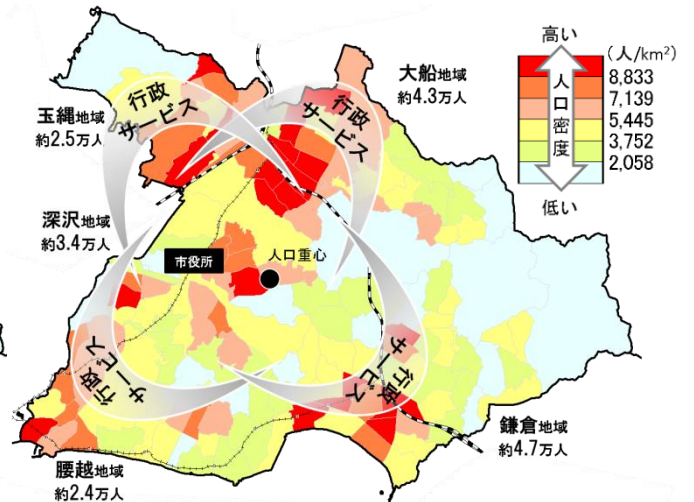 高い
(人/km²)
8,833
7,139
5,445
3,752
2,058
人口密度
低い
大船地域
約4.3万人
玉縄地域
約2.5万人
行政
サービス
行政
サービス
深沢地域
約3.4万人
市役所
人口重心
行政
サービス
行政
サービス
鎌倉地域
約4.7万人
腰越地域
約2.4万人